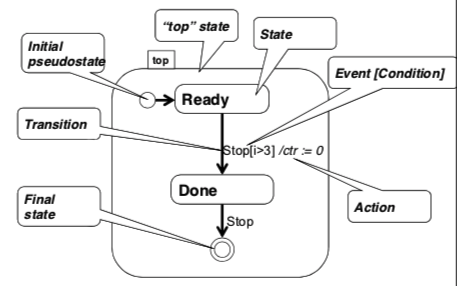 "top" state
Initial
pseudostate
State
top
Event [Condition]
Ready
Transition
Stop[i>3] /ctr := 0
Done
Final
state
Action
Stop